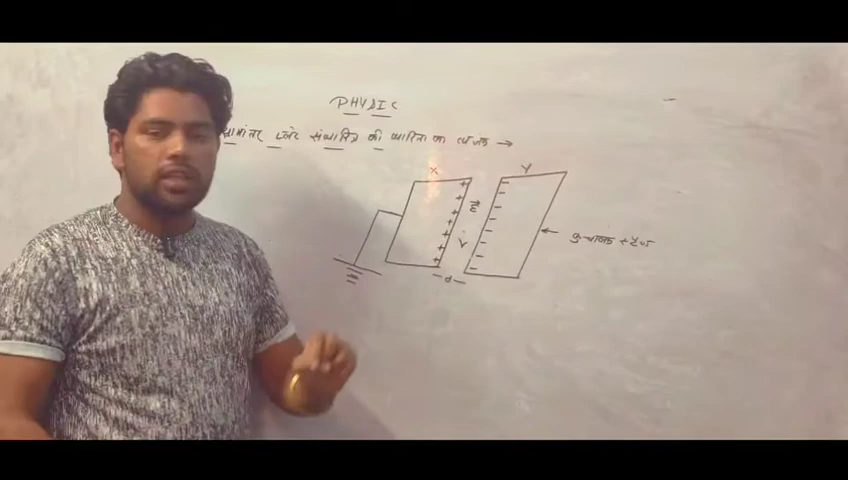 PHYSIC
समांतर प्लेट संधारित्र की धारिता का व्यंजक →
X
Y
E
V
- d -
कुचालक स्टैण्ड